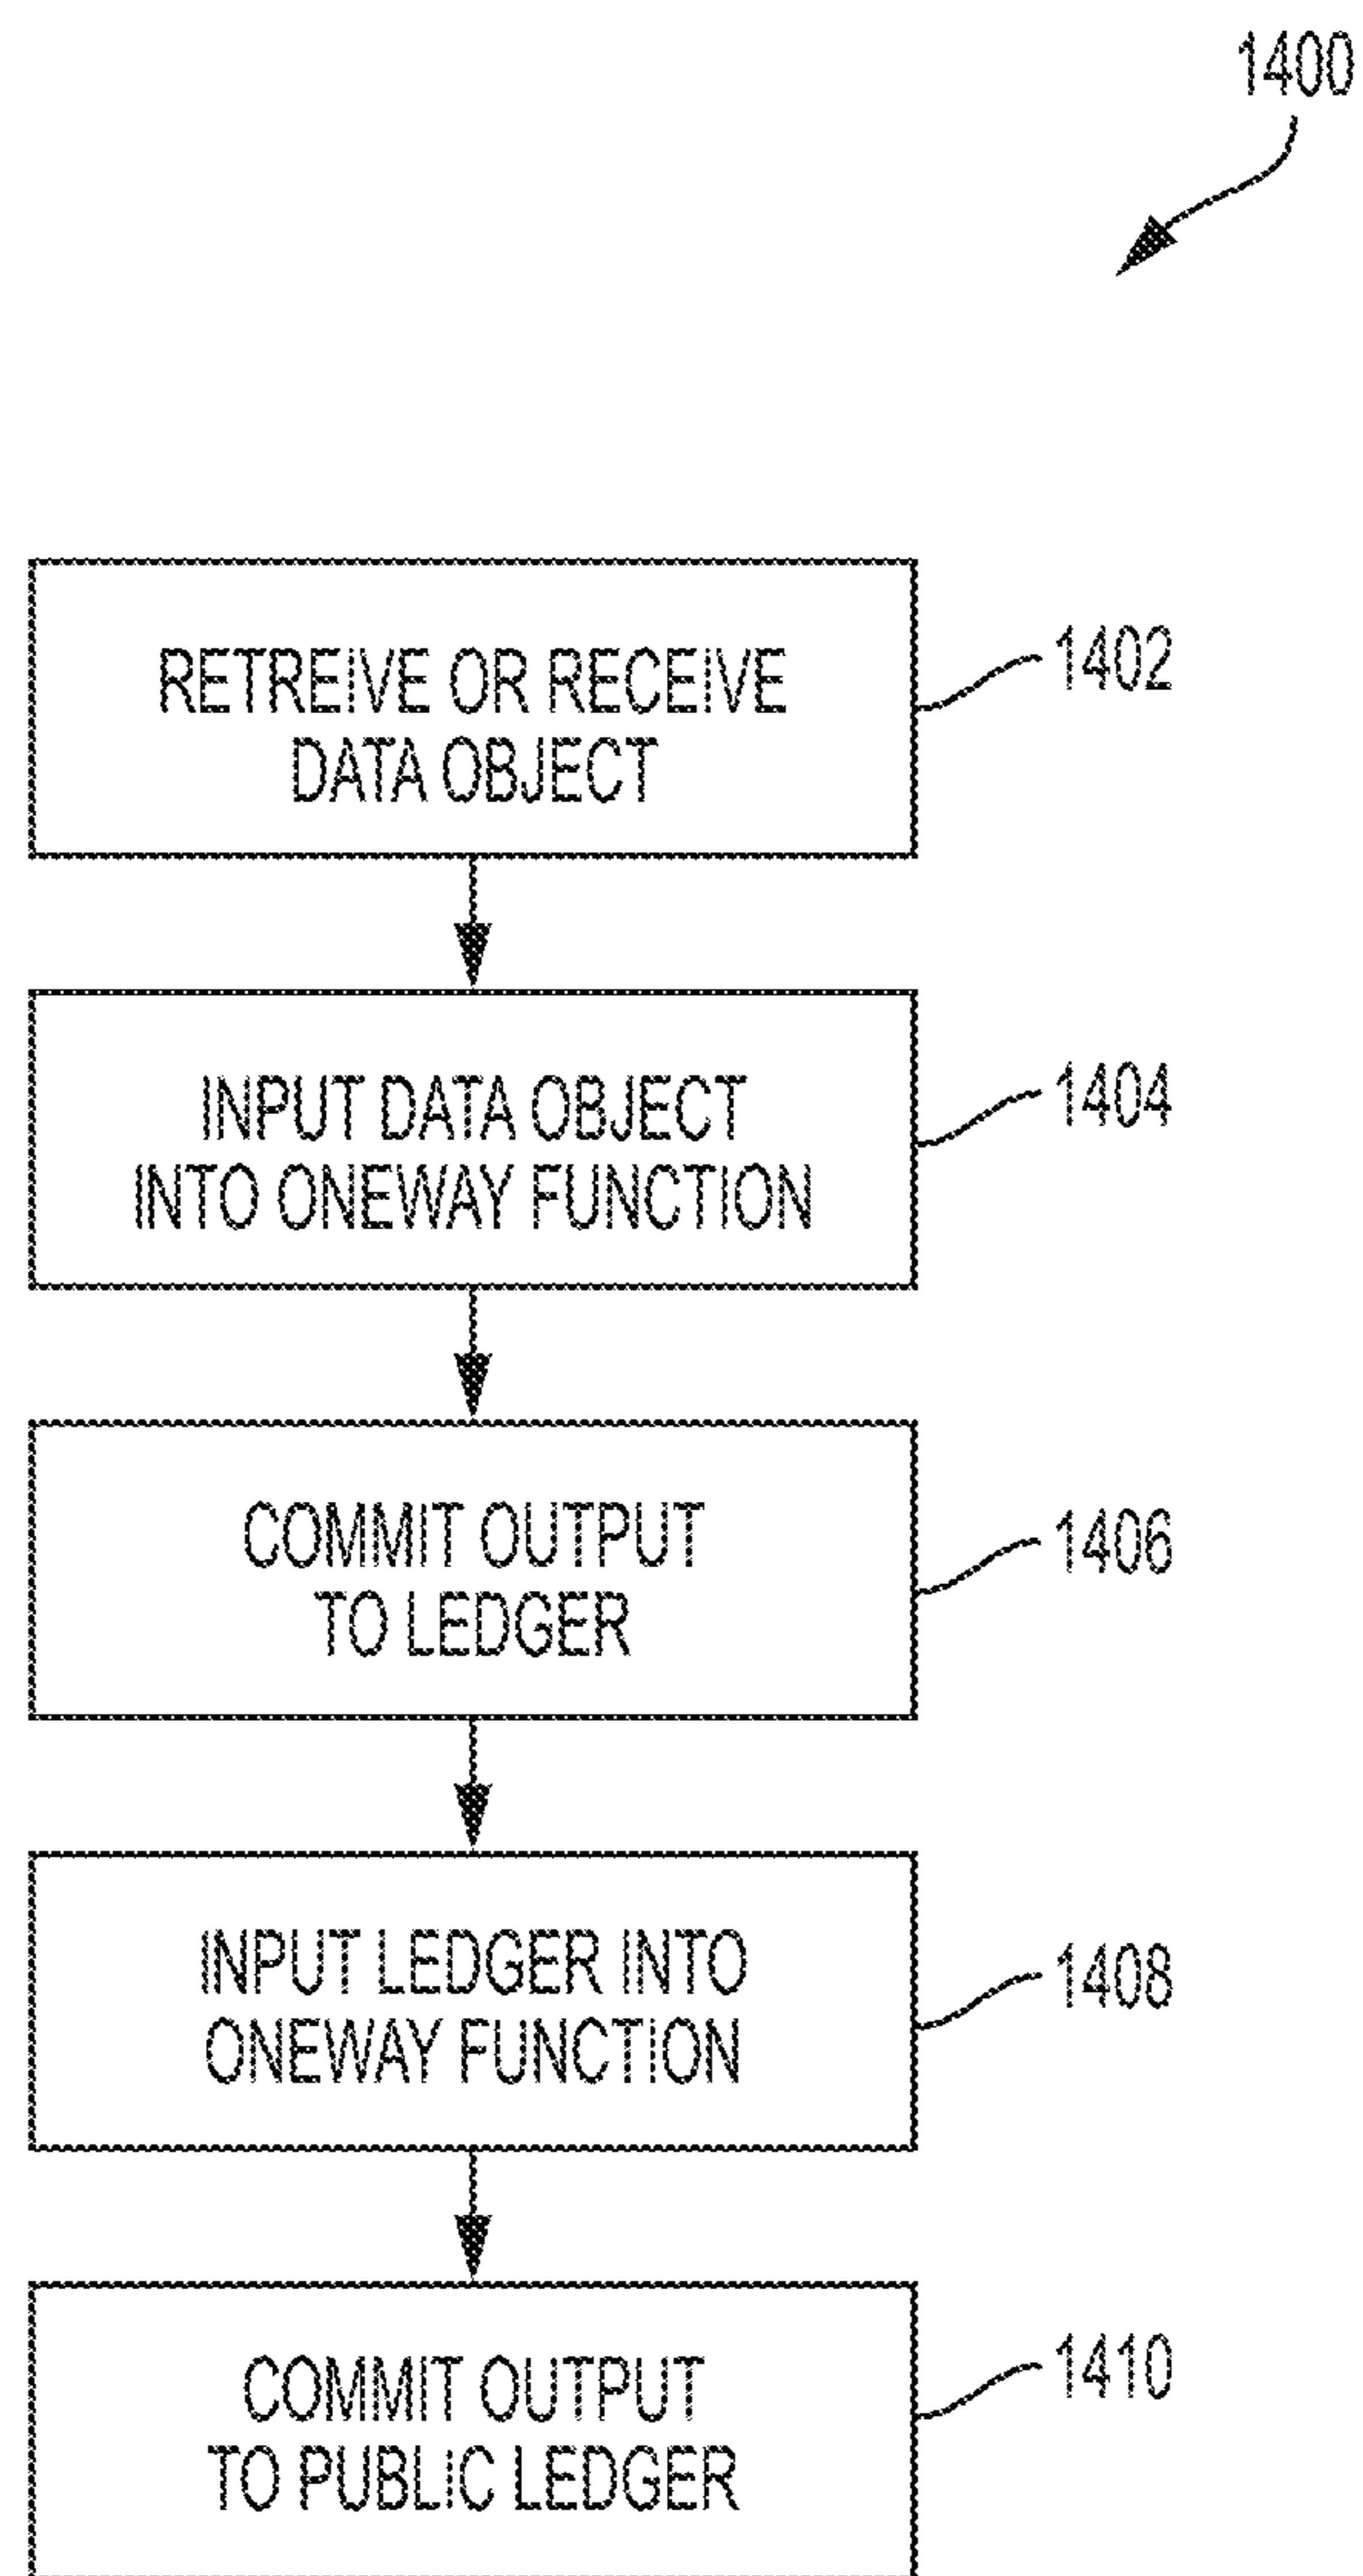 1400
RETREIVE OR RECEIVE
DATA OBJECT
1402
INPUT DATA OBJECT
INTO ONEWAY FUNCTION
1404
COMMIT OUTPUT
TO LEDGER
1406
INPUT LEDGER INTO
ONEWAY FUNCTION
1408
COMMIT OUTPUT
TO PUBLIC LEDGER
1410